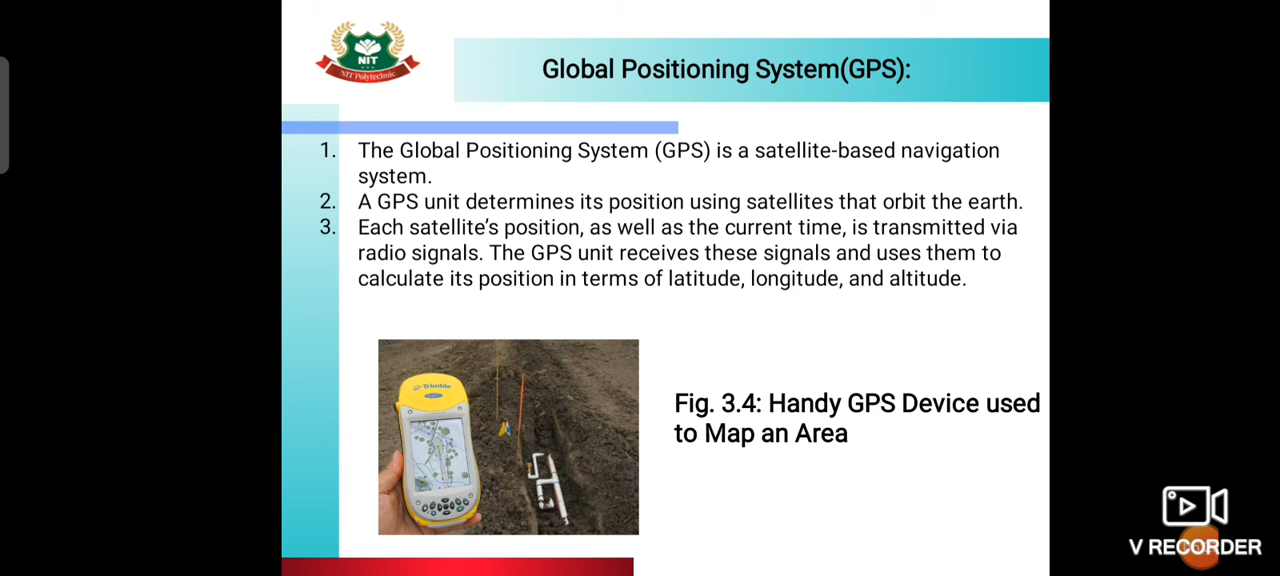 NIT
NIT Polytechnic
Global Positioning System(GPS):
1. The Global Positioning System (GPS) is a satellite-based navigation
system.
2. A GPS unit determines its position using satellites that orbit the earth.
3. Each satellite's position, as well as the current time, is transmitted via
radio signals. The GPS unit receives these signals and uses them to
calculate its position in terms of latitude, longitude, and altitude.
Trimble
Fig. 3.4: Handy GPS Device used
to Map an Area
V RECORDER